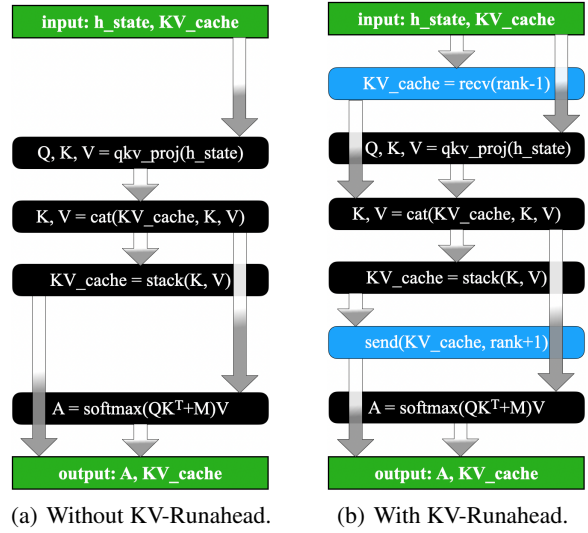 input: h_state, KV_cache
Q, K, V = qkv_proj(h_state)
K, V = cat(KV_cache, K, V)
KV_cache = stack(K, V)
A = softmax(QKᵀ+M)V
output: A, KV_cache
(a) Without KV-Runahead.
input: h_state, KV_cache
KV_cache = recv(rank-1)
Q, K, V = qkv_proj(h_state)
K, V = cat(KV_cache, K, V)
KV_cache = stack(K, V)
send(KV_cache, rank+1)
A = softmax(QKᵀ+M)V
output: A, KV_cache
(b) With KV-Runahead.